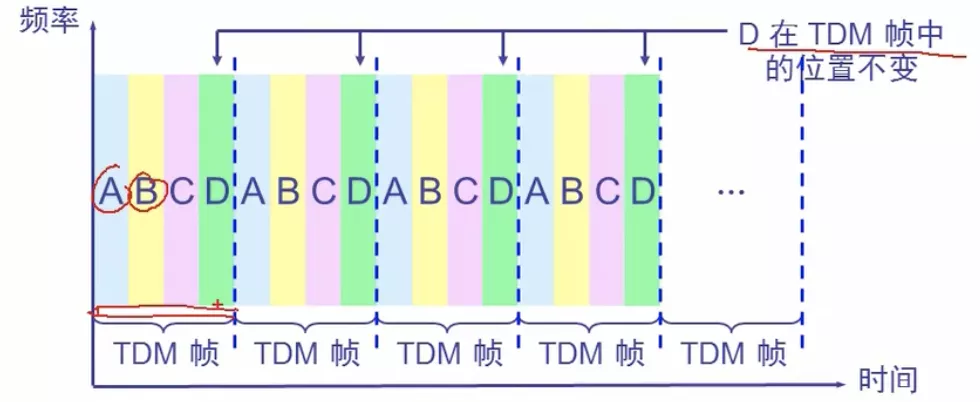 频率
D 在 TDM 帧中
的位置不变
A B C D A B C D A B C D A B C D ...
TDM 帧 TDM 帧 TDM 帧 TDM 帧 TDM 帧
时间